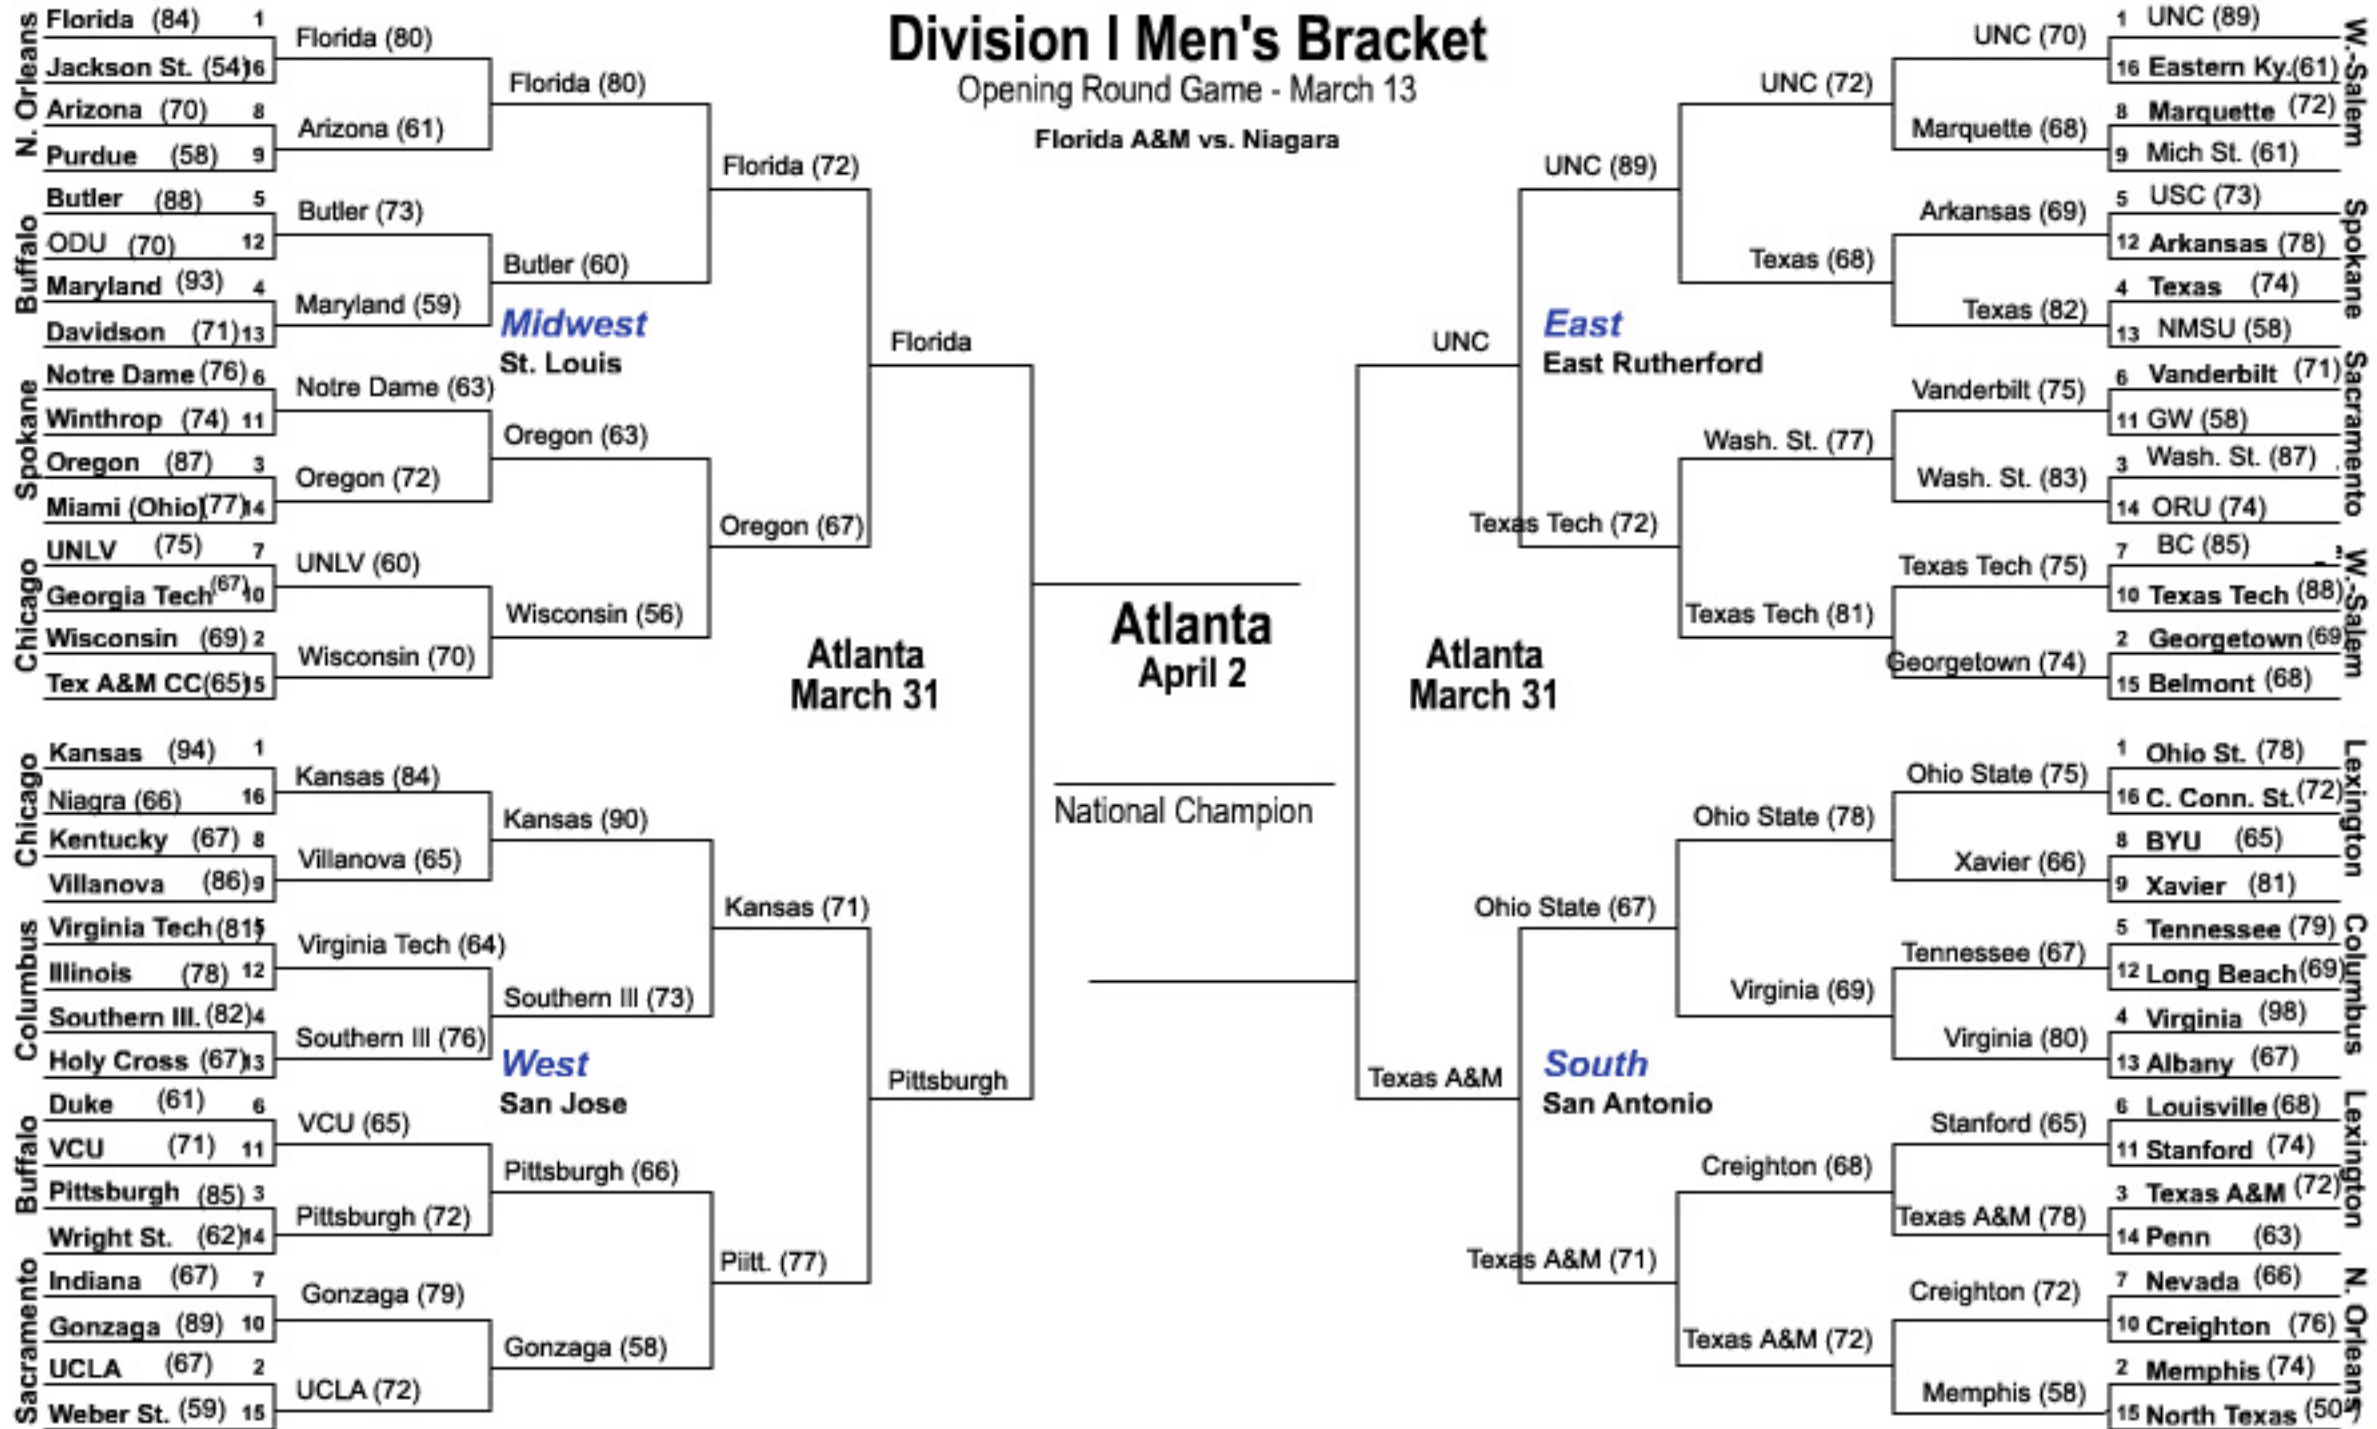 Division I Men's Bracket
Opening Round Game - March 13
Florida A&M vs. Niagara
N. Orleans
Florida (84) 1
Jackson St. (54) 16
Arizona (70) 8
Purdue (58) 9
Buffalo
Butler (88) 5
ODU (70) 12
Maryland (93) 4
Davidson (71) 13
Spokane
Notre Dame (76) 6
Winthrop (74) 11
Oregon (87) 3
Miami (Ohio) (77) 14
Chicago
UNLV (75) 7
Georgia Tech (67) 10
Wisconsin (69) 2
Tex A&M CC (65) 15
Florida (80)
Arizona (61)
Butler (73)
Maryland (59)
Notre Dame (63)
Oregon (72)
UNLV (60)
Wisconsin (70)
Florida (80)
Butler (60)
Oregon (63)
Wisconsin (56)
Midwest
St. Louis
Florida (72)
Oregon (67)
Florida
Chicago
Kansas (94) 1
Niagra (66) 16
Kentucky (67) 8
Villanova (86) 9
Columbus
Virginia Tech (81) 5
Illinois (78) 12
Southern Ill. (82) 4
Holy Cross (67) 13
Buffalo
Duke (61) 6
VCU (71) 11
Pittsburgh (85) 3
Wright St. (62) 14
Sacramento
Indiana (67) 7
Gonzaga (89) 10
UCLA (67) 2
Weber St. (59) 15
Kansas (84)
Villanova (65)
Virginia Tech (64)
Southern Ill (76)
VCU (65)
Pittsburgh (72)
Gonzaga (79)
UCLA (72)
Kansas (90)
Southern Ill (73)
Pittsburgh (66)
Gonzaga (58)
West
San Jose
Kansas (71)
Piitt. (77)
Pittsburgh
Atlanta
March 31
Atlanta
April 2
National Champion
Atlanta
March 31
UNC
Texas A&M
UNC (89)
Texas Tech (72)
East
East Rutherford
UNC (72)
Texas (68)
Wash. St. (77)
Texas Tech (81)
UNC (70)
Marquette (68)
Arkansas (69)
Texas (82)
Vanderbilt (75)
Wash. St. (83)
Texas Tech (75)
Georgetown (74)
1 UNC (89)
16 Eastern Ky. (61)
8 Marquette (72)
9 Mich St. (61)
W.-Salem
5 USC (73)
12 Arkansas (78)
4 Texas (74)
13 NMSU (58)
Spokane
6 Vanderbilt (71)
11 GW (58)
3 Wash. St. (87)
14 ORU (74)
Sacramento
7 BC (85)
10 Texas Tech (88)
2 Georgetown (69
15 Belmont (68)
W.-Salem
Ohio State (67)
Texas A&M (71)
South
San Antonio
Ohio State (78)
Virginia (69)
Creighton (68)
Texas A&M (72)
Ohio State (75)
Xavier (66)
Tennessee (67)
Virginia (80)
Stanford (65)
Texas A&M (78)
Creighton (72)
Memphis (58)
1 Ohio St. (78)
16 C. Conn. St. (72)
8 BYU (65)
9 Xavier (81)
Lexington
5 Tennessee (79)
12 Long Beach (69)
4 Virginia (98)
13 Albany (67)
Columbus
6 Louisville (68)
11 Stanford (74)
3 Texas A&M (72)
14 Penn (63)
Lexington
7 Nevada (66)
10 Creighton (76)
2 Memphis (74)
15 North Texas (50)
N. Orleans